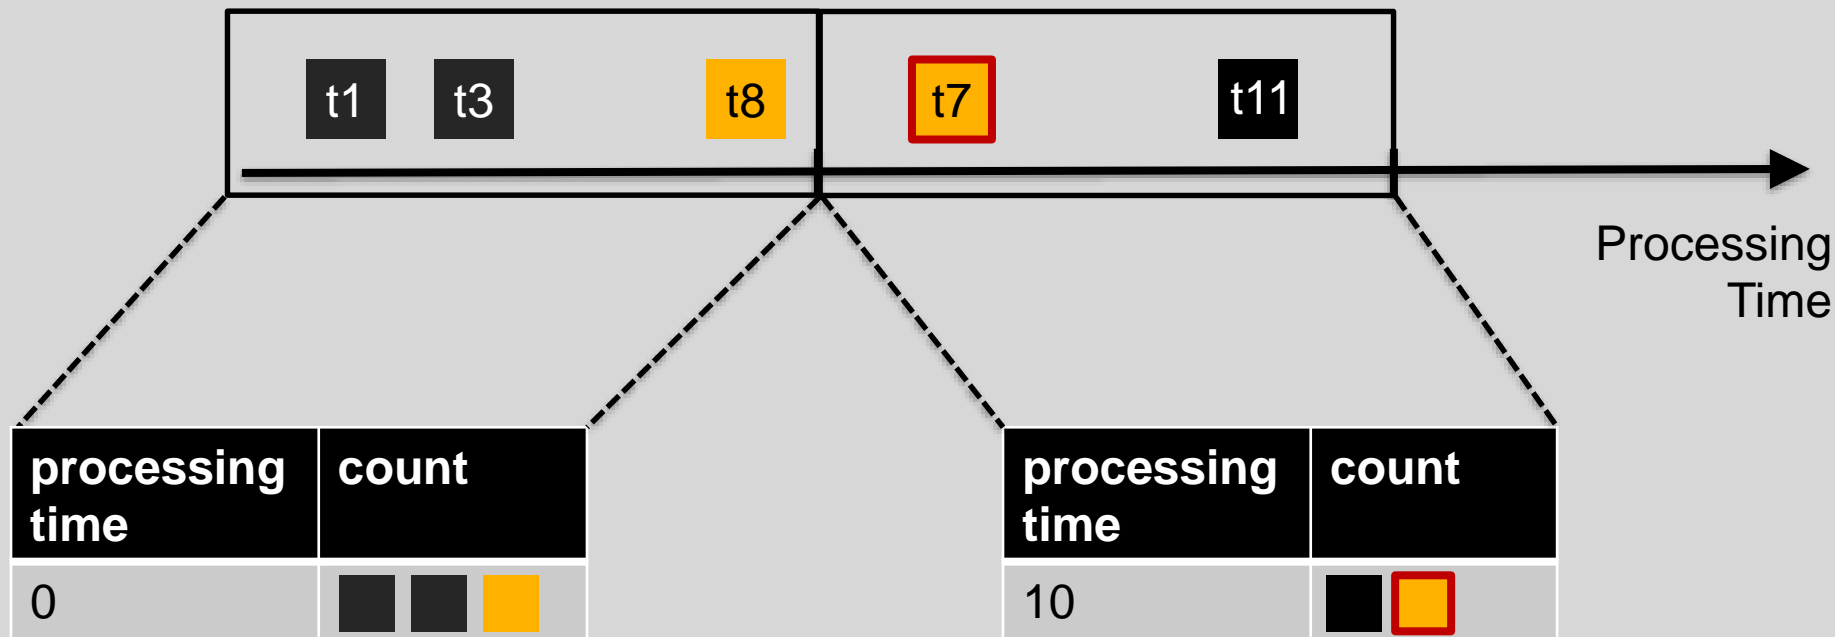 t1 t3 t8 t7 t11
Processing
Time
processing
time
count
0
processing
time
count
10